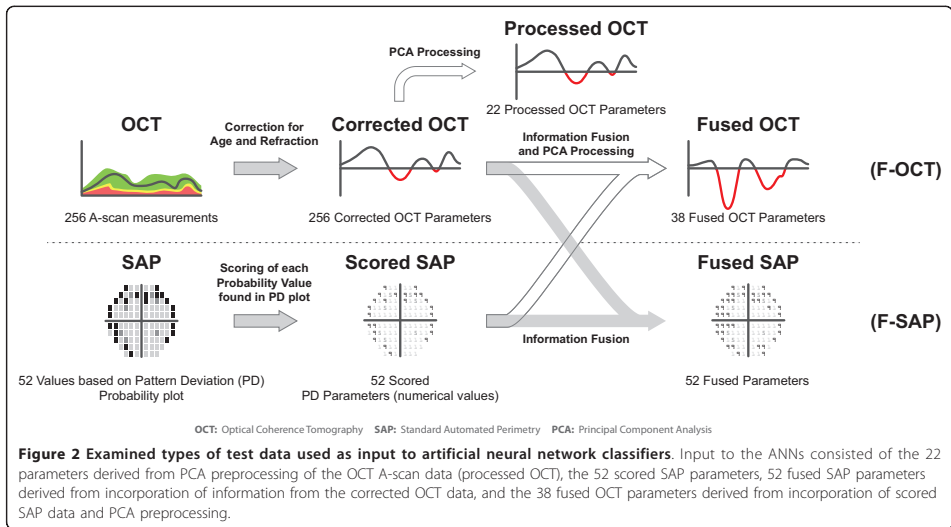 Processed OCT
PCA Processing
22 Processed OCT Parameters
OCT
Correction for
Age and Refraction
Corrected OCT
Information Fusion
and PCA Processing
Fused OCT
(F-OCT)
256 A-scan measurements
256 Corrected OCT Parameters
38 Fused OCT Parameters
SAP
Scoring of each
Probability Value
found in PD plot
Scored SAP
Fused SAP
(F-SAP)
Information Fusion
52 Values based on Pattern Deviation (PD)
Probability plot
52 Scored
PD Parameters (numerical values)
52 Fused Parameters
OCT: Optical Coherence Tomography SAP: Standard Automated Perimetry PCA: Principal Component Analysis
Figure 2 Examined types of test data used as input to artificial neural network classifiers. Input to the ANNs consisted of the 22
parameters derived from PCA preprocessing of the OCT A-scan data (processed OCT), the 52 scored SAP parameters, 52 fused SAP parameters
derived from incorporation of information from the corrected OCT data, and the 38 fused OCT parameters derived from incorporation of scored
SAP data and PCA preprocessing.